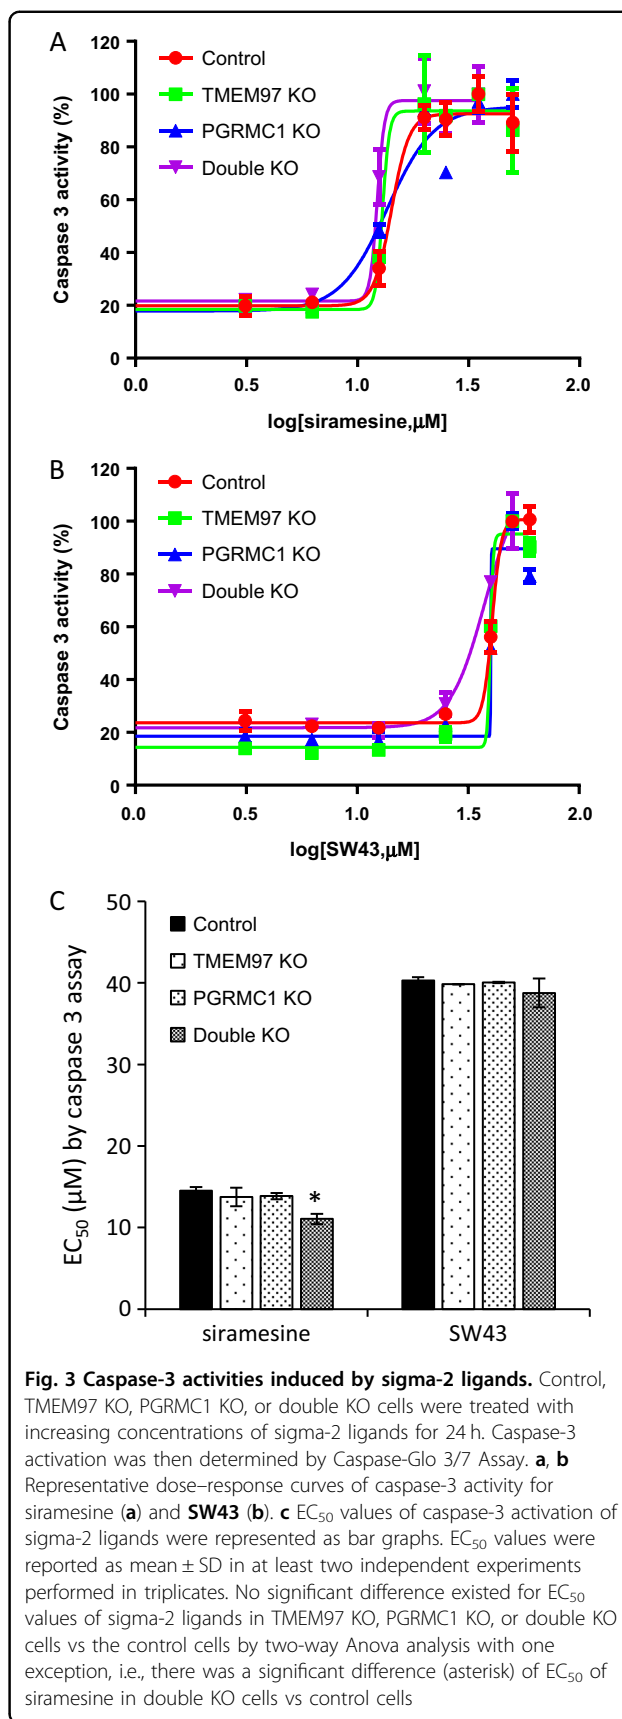 A
120
100
80
60
40
20
0
Caspase 3 activity (%)
Control
TMEM97 KO
PGRMC1 KO
Double KO
0.0 0.5 1.0 1.5 2.0
log[siramesine,μM]
B
120
100
80
60
40
20
0
Caspase 3 activity (%)
Control
TMEM97 KO
PGRMC1 KO
Double KO
0.0 0.5 1.0 1.5 2.0
log[SW43,μM]
C
50
40
30
20
10
0
EC50 (μM) by caspase 3 assay
Control
TMEM97 KO
PGRMC1 KO
Double KO
*
siramesine SW43
Fig. 3 Caspase-3 activities induced by sigma-2 ligands. Control,
TMEM97 KO, PGRMC1 KO, or double KO cells were treated with
increasing concentrations of sigma-2 ligands for 24 h. Caspase-3
activation was then determined by Caspase-Glo 3/7 Assay. a, b
Representative dose–response curves of caspase-3 activity for
siramesine (a) and SW43 (b). c EC50 values of caspase-3 activation of
sigma-2 ligands were represented as bar graphs. EC50 values were
reported as mean ± SD in at least two independent experiments
performed in triplicates. No significant difference existed for EC50
values of sigma-2 ligands in TMEM97 KO, PGRMC1 KO, or double KO
cells vs the control cells by two-way Anova analysis with one
exception, i.e., there was a significant difference (asterisk) of EC50 of
siramesine in double KO cells vs control cells